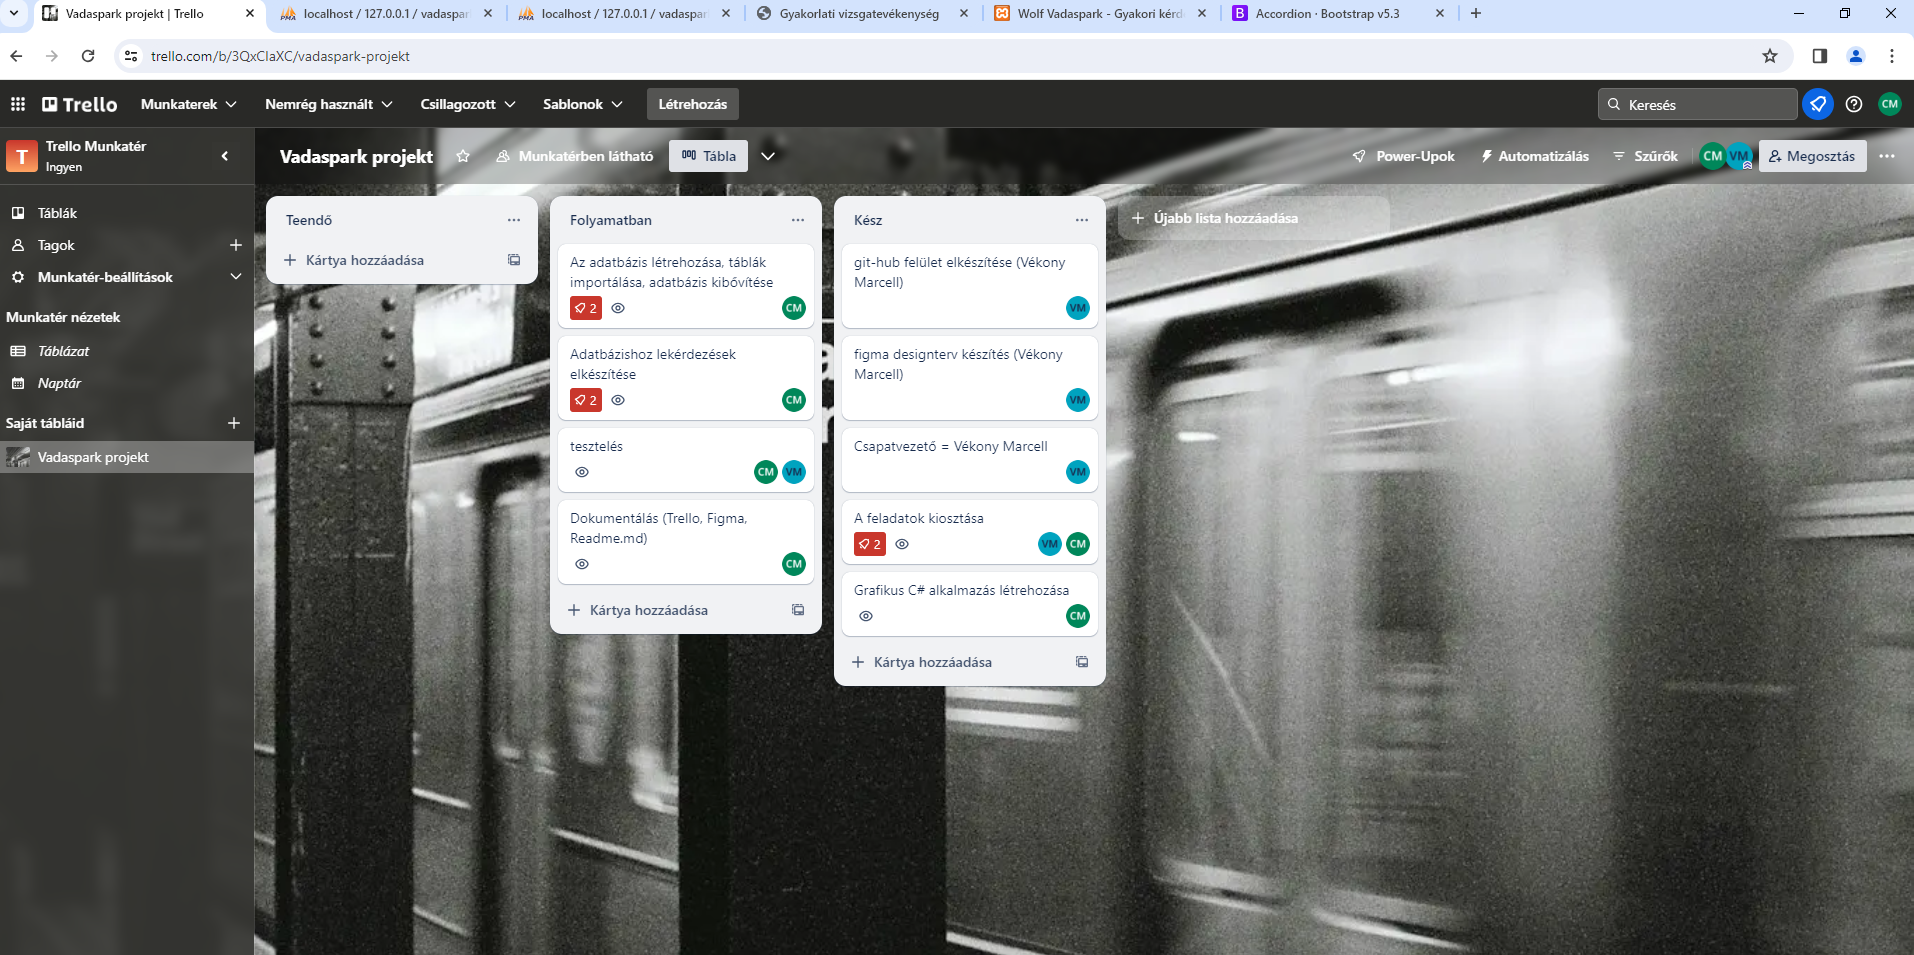 Vadaspark projekt | Trello
localhost / 127.0.0.1 / vadaspar
localhost / 127.0.0.1 / vadaspar
Gyakorlati vizsgatevékenység
Wolf Vadaspark - Gyakori kérd
B
Accordion · Bootstrap v5.3
trello.com/b/3QxCIaXC/vadaspark-projekt
Trello
Munkaterek
Nemrég használt
Csillagozott
Sablonok
Létrehozás
Keresés
CM
T
Trello Munkatér
Ingyen
Vadaspark projekt
Munkatérben látható
Tábla
Power-Upok
Automatizálás
Szűrők
CM
VM
Megosztás
Táblák
Tagok
Munkatér-beállítások
Munkatér nézetek
Táblázat
Naptár
Saját tábláid
Vadaspark projekt
Teendő
Kártya hozzáadása
Folyamatban
Az adatbázis létrehozása, táblák
importálása, adatbázis kibővítése
2
CM
Adatbázishoz lekérdezések
elkészítése
2
CM
tesztelés
CM
VM
Dokumentálás (Trello, Figma,
Readme.md)
CM
Kártya hozzáadása
Kész
git-hub felület elkészítése (Vékony
Marcell)
VM
figma designterv készítés (Vékony
Marcell)
VM
Csapatvezető = Vékony Marcell
VM
A feladatok kiosztása
2
VM
CM
Grafikus C# alkalmazás létrehozása
CM
Kártya hozzáadása
Újabb lista hozzáadása